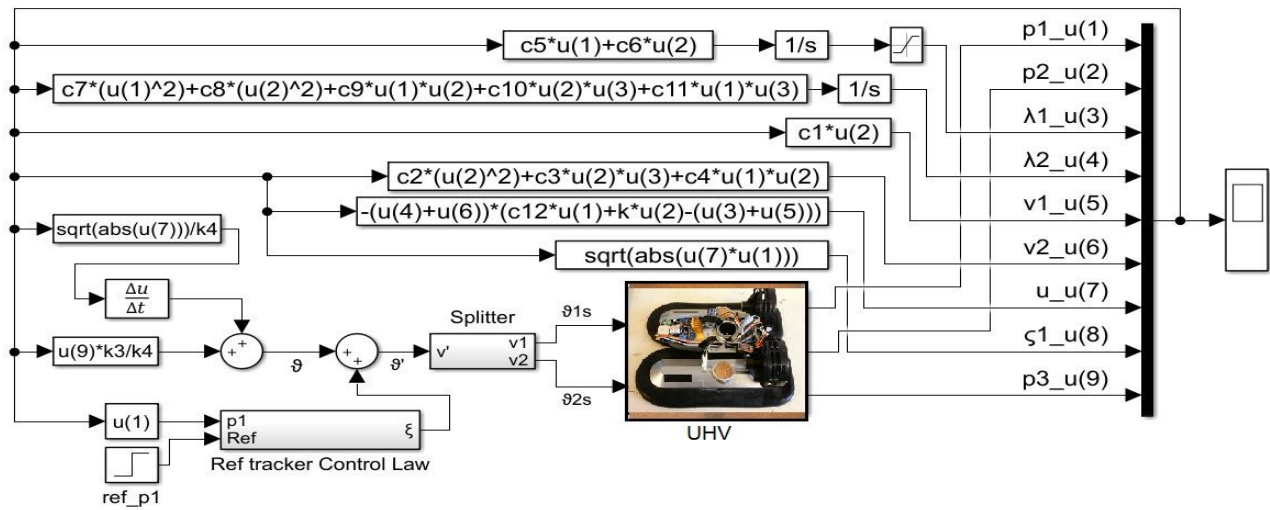 p1_u(1)
c5*u(1)+c6*u(2)
1/s
p2_u(2)
c7*(u(1)^2)+c8*(u(2)^2)+c9*u(1)*u(2)+c10*u(2)*u(3)+c11*u(1)*u(3)
1/s
λ1_u(3)
c1*u(2)
λ2_u(4)
c2*(u(2)^2)+c3*u(2)*u(3)+c4*u(1)*u(2)
v1_u(5)
-(u(4)+u(6))*(c12*u(1)+k*u(2)-(u(3)+u(5)))
sqrt(abs(u(7)))/k4
v2_u(6)
sqrt(abs(u(7)*u(1)))
Δu
Δt
u_u(7)
Splitter
ϑ1s
ς1_u(8)
u(9)*k3/k4
+
+
ϑ
+
+
ϑ'
v'
v1
v2
p3_u(9)
ϑ2s
u(1)
p1
Ref
ξ
UHV
Ref tracker Control Law
ref_p1